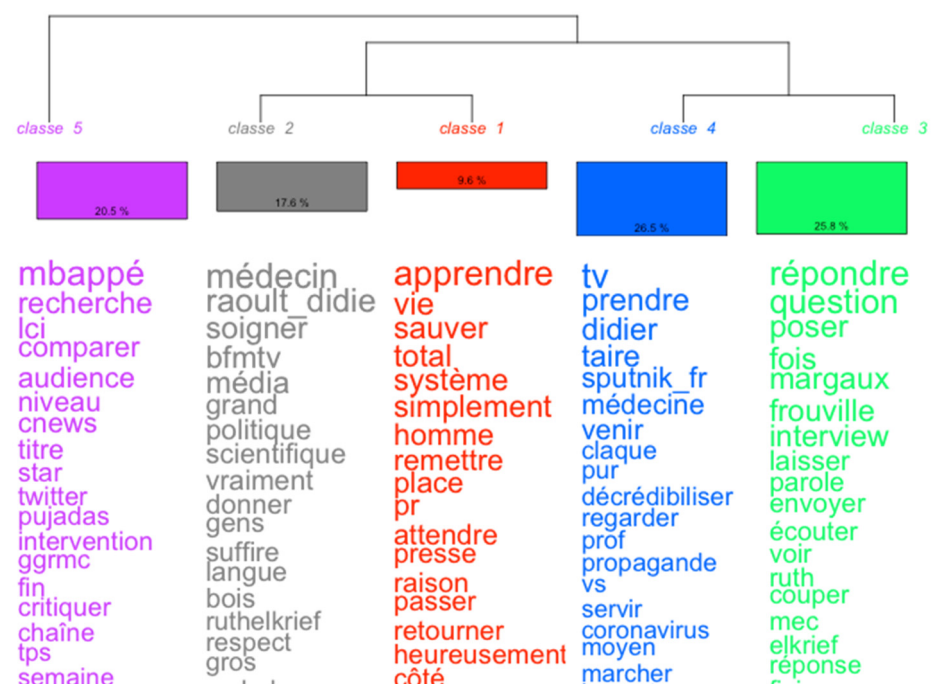 classe 5
classe 2
classe 1
classe 4
classe 3
20.5 %
17.6 %
9.6 %
26.5 %
25.8 %
mbappé
recherche
lci
comparer
audience
niveau
cnews
titre
star
twitter
pujadas
intervention
ggrmc
fin
critiquer
chaîne
tps
semaine
médecin
raoult_didie
soigner
bfmtv
média
grand
politique
scientifique
vraiment
donner
gens
suffire
langue
bois
ruthelkrief
respect
gros
apprendre
vie
sauver
total
système
simplement
homme
remettre
place
pr
attendre
presse
raison
passer
retourner
heureusement
côté
tv
prendre
didier
taire
sputnik_fr
médecine
venir
claque
pur
décrédibiliser
regarder
prof
propagande
vs
servir
coronavirus
moyen
marcher
répondre
question
poser
fois
margaux
frouville
interview
laisser
parole
envoyer
écouter
voir
ruth
couper
mec
elkrief
réponse